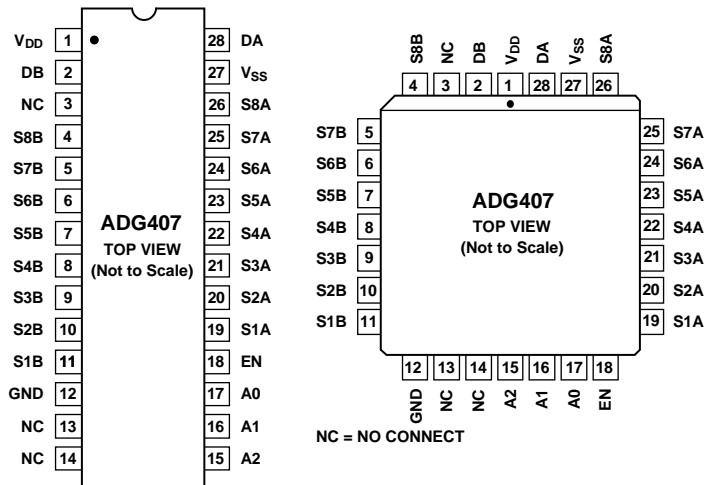 VDD 1 28 DA
DB 2 27 VSS
NC 3 26 S8A
S8B 4 25 S7A
S7B 5 24 S6A
S6B 6 23 S5A
S5B 7 22 S4A
S4B 8 21 S3A
S3B 9 20 S2A
S2B 10 19 S1A
S1B 11 18 EN
GND 12 17 A0
NC 13 16 A1
NC 14 15 A2
ADG407
TOP VIEW
(Not to Scale)
S8B NC DB VDD DA VSS S8A
4 3 2 1 28 27 26
S7B 5 25 S7A
S6B 6 24 S6A
S5B 7 23 S5A
S4B 8 22 S4A
S3B 9 21 S3A
S2B 10 20 S2A
S1B 11 19 S1A
ADG407
TOP VIEW
(Not to Scale)
12 13 14 15 16 17 18
GND NC NC A2 A1 A0 EN
NC = NO CONNECT